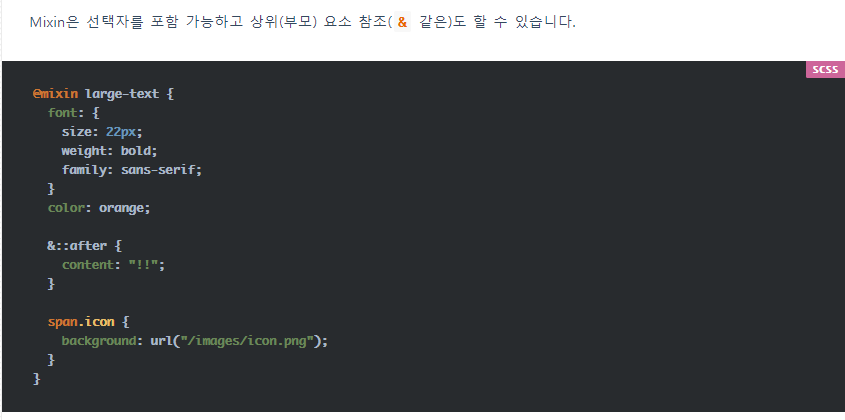 Mixin은 선택자를 포함 가능하고 상위(부모) 요소 참조( & 같은)도 할 수 있습니다.
SCSS
@mixin large-text {
  font: {
    size: 22px;
    weight: bold;
    family: sans-serif;
  }
  color: orange;

  &::after {
    content: "!!";
  }

  span.icon {
    background: url("/images/icon.png");
  }
}